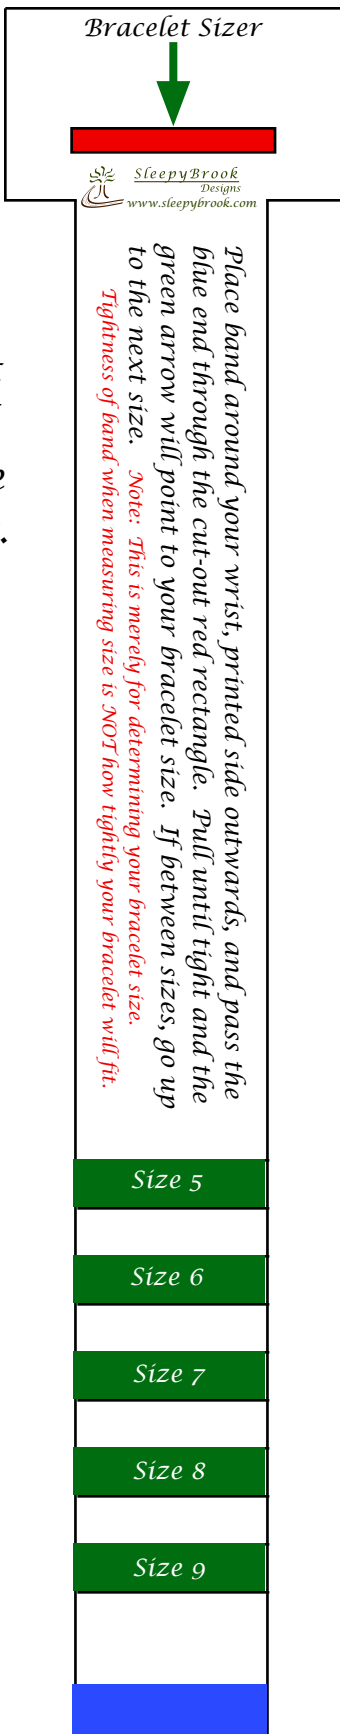 Bracelet Sizer
SleepyBrook
Designs
www.sleepybrook.com
Place band around your wrist, printed side outwards, and pass the
blue end through the cut-out red rectangle.  Pull until tight and the
green arrow will point to your bracelet size.  If between sizes, go up
to the next size.  Note:  This is merely for determining your bracelet size.
Tightness of band when measuring size is NOT how tightly your bracelet will fit.
Size 5
Size 6
Size 7
Size 8
Size 9